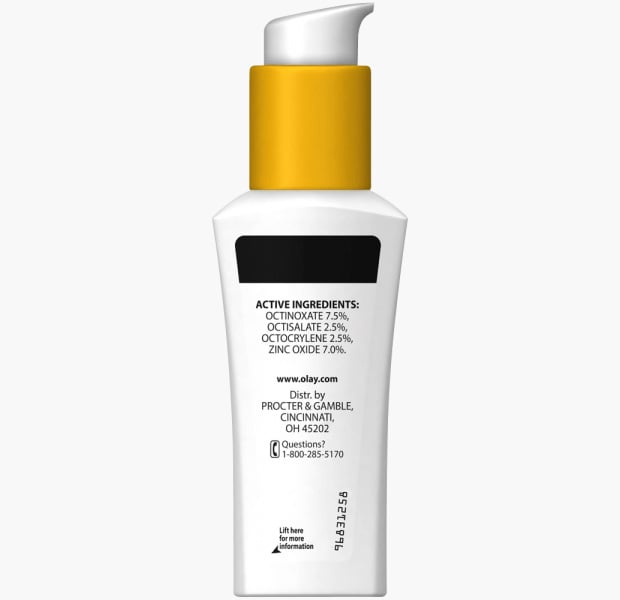 ACTIVE INGREDIENTS:
OCTINOXATE 7.5%,
OCTISALATE 2.5%,
OCTOCRYLENE 2.5%,
ZINC OXIDE 7.0%.
www.olay.com
Distr. by
PROCTER & GAMBLE,
CINCINNATI,
OH 45202
Questions?
1-800-285-5170
Lift here
for more
information
96831258